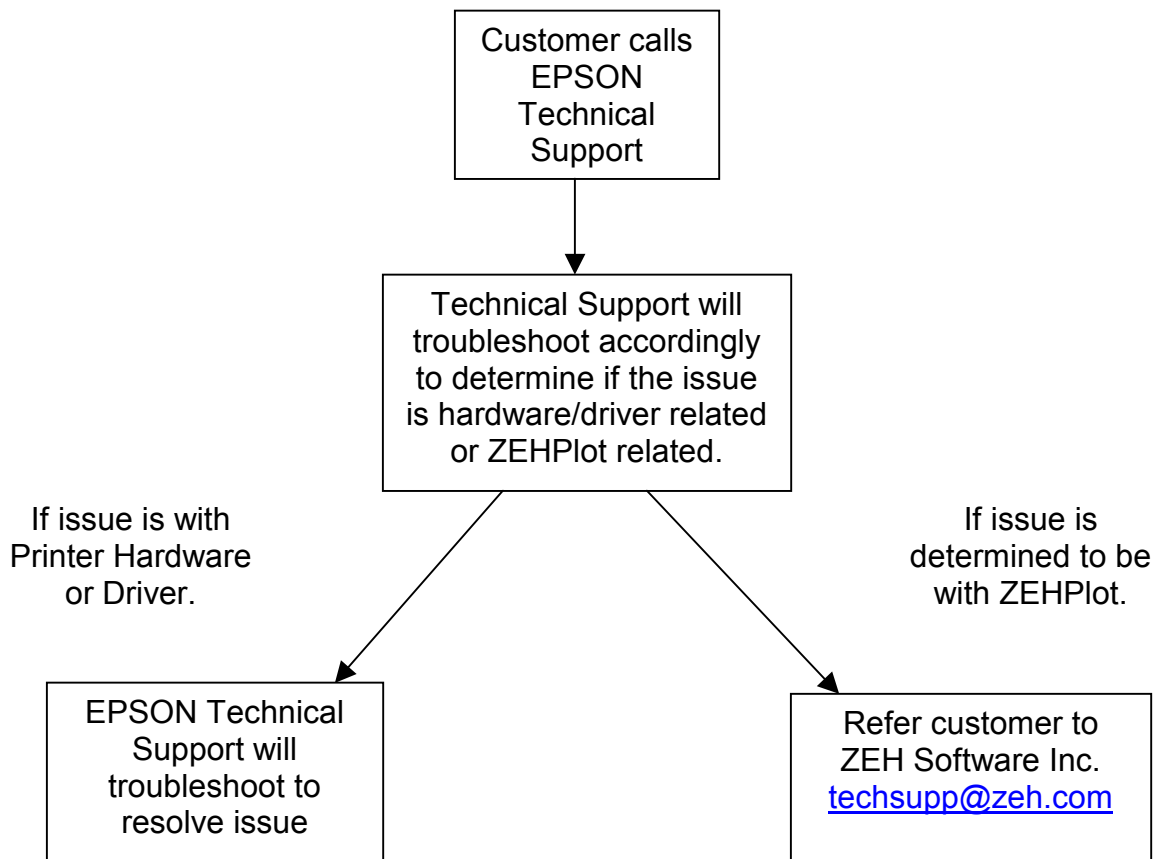 Customer calls
EPSON
Technical
Support
Technical Support will
troubleshoot accordingly
to determine if the issue
is hardware/driver related
or ZEHPlot related.
If issue is with
Printer Hardware
or Driver.
If issue is
determined to be
with ZEHPlot.
EPSON Technical
Support will
troubleshoot to
resolve issue
Refer customer to
ZEH Software Inc.
techsupp@zeh.com